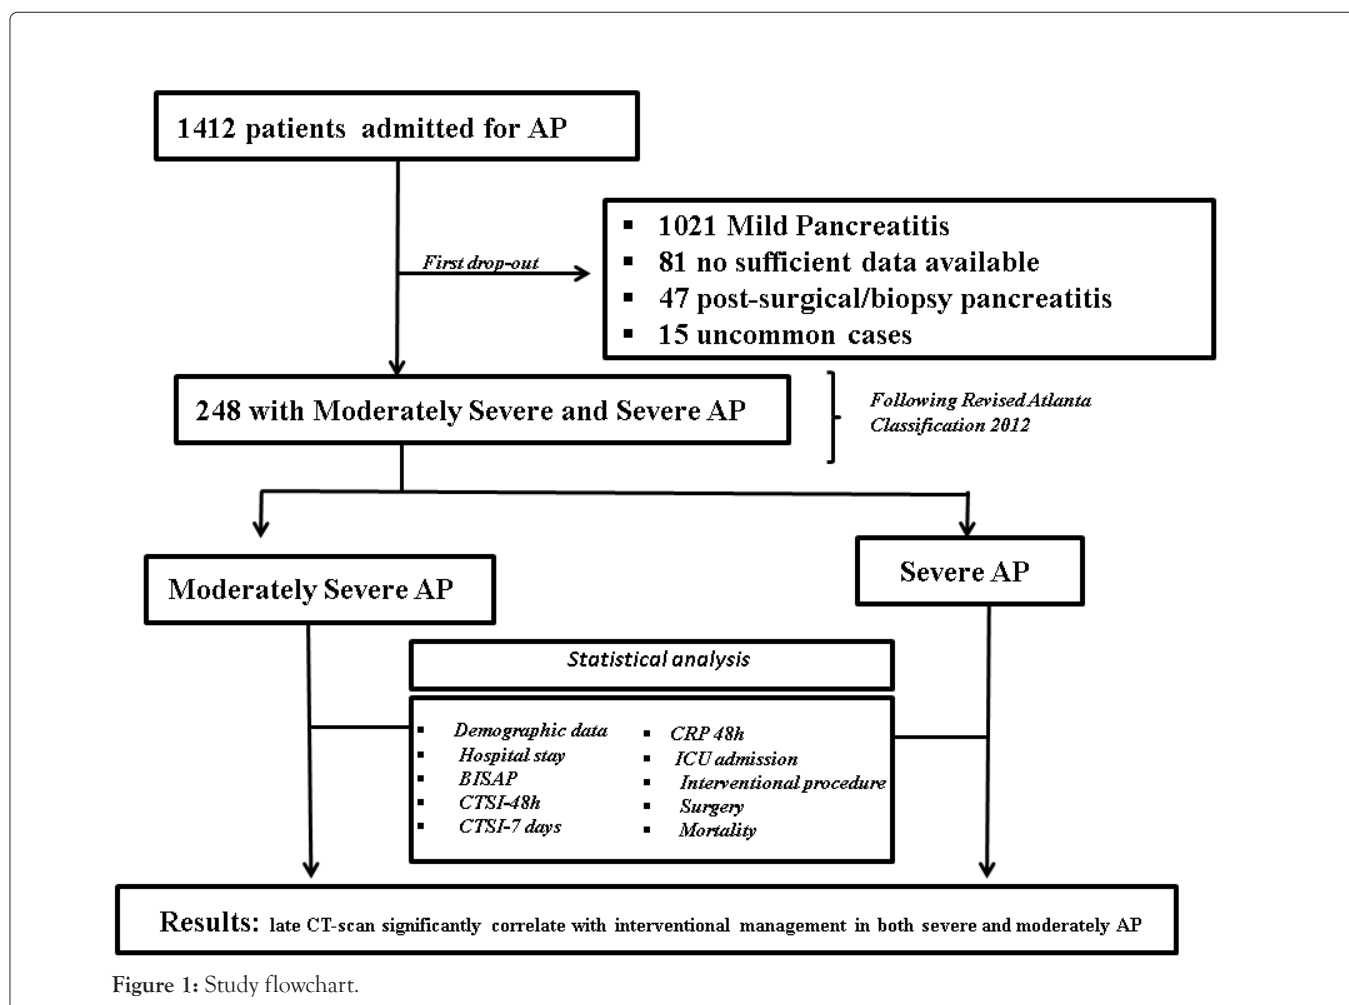 1412 patients admitted for AP
First drop-out
▪ 1021 Mild Pancreatitis
▪ 81 no sufficient data available
▪ 47 post-surgical/biopsy pancreatitis
▪ 15 uncommon cases
248 with Moderately Severe and Severe AP
Following Revised Atlanta
Classification 2012
Moderately Severe AP
Severe AP
Statistical analysis
▪ Demographic data
▪ Hospital stay
▪ BISAP
▪ CTSI-48h
▪ CTSI-7 days
▪ CRP 48h
▪ ICU admission
▪ Interventional procedure
▪ Surgery
▪ Mortality
Results: late CT-scan significantly correlate with interventional management in both severe and moderately AP
Figure 1: Study flowchart.